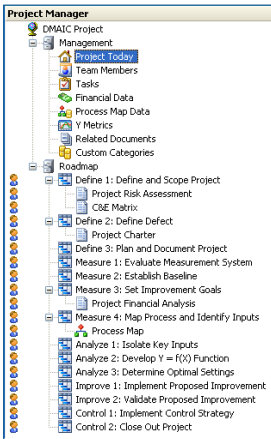 Project Manager
DMAIC Project
Management
Project Today
Team Members
Tasks
Financial Data
Process Map Data
Y Metrics
Related Documents
Custom Categories
Roadmap
Define 1: Define and Scope Project
Project Risk Assessment
C&E Matrix
Define 2: Define Defect
Project Charter
Define 3: Plan and Document Project
Measure 1: Evaluate Measurement System
Measure 2: Establish Baseline
Measure 3: Set Improvement Goals
Project Financial Analysis
Measure 4: Map Process and Identify Inputs
Process Map
Analyze 1: Isolate Key Inputs
Analyze 2: Develop Y = f(X) Function
Analyze 3: Determine Optimal Settings
Improve 1: Implement Proposed Improvement
Improve 2: Validate Proposed Improvement
Control 1: Implement Control Strategy
Control 2: Close Out Project